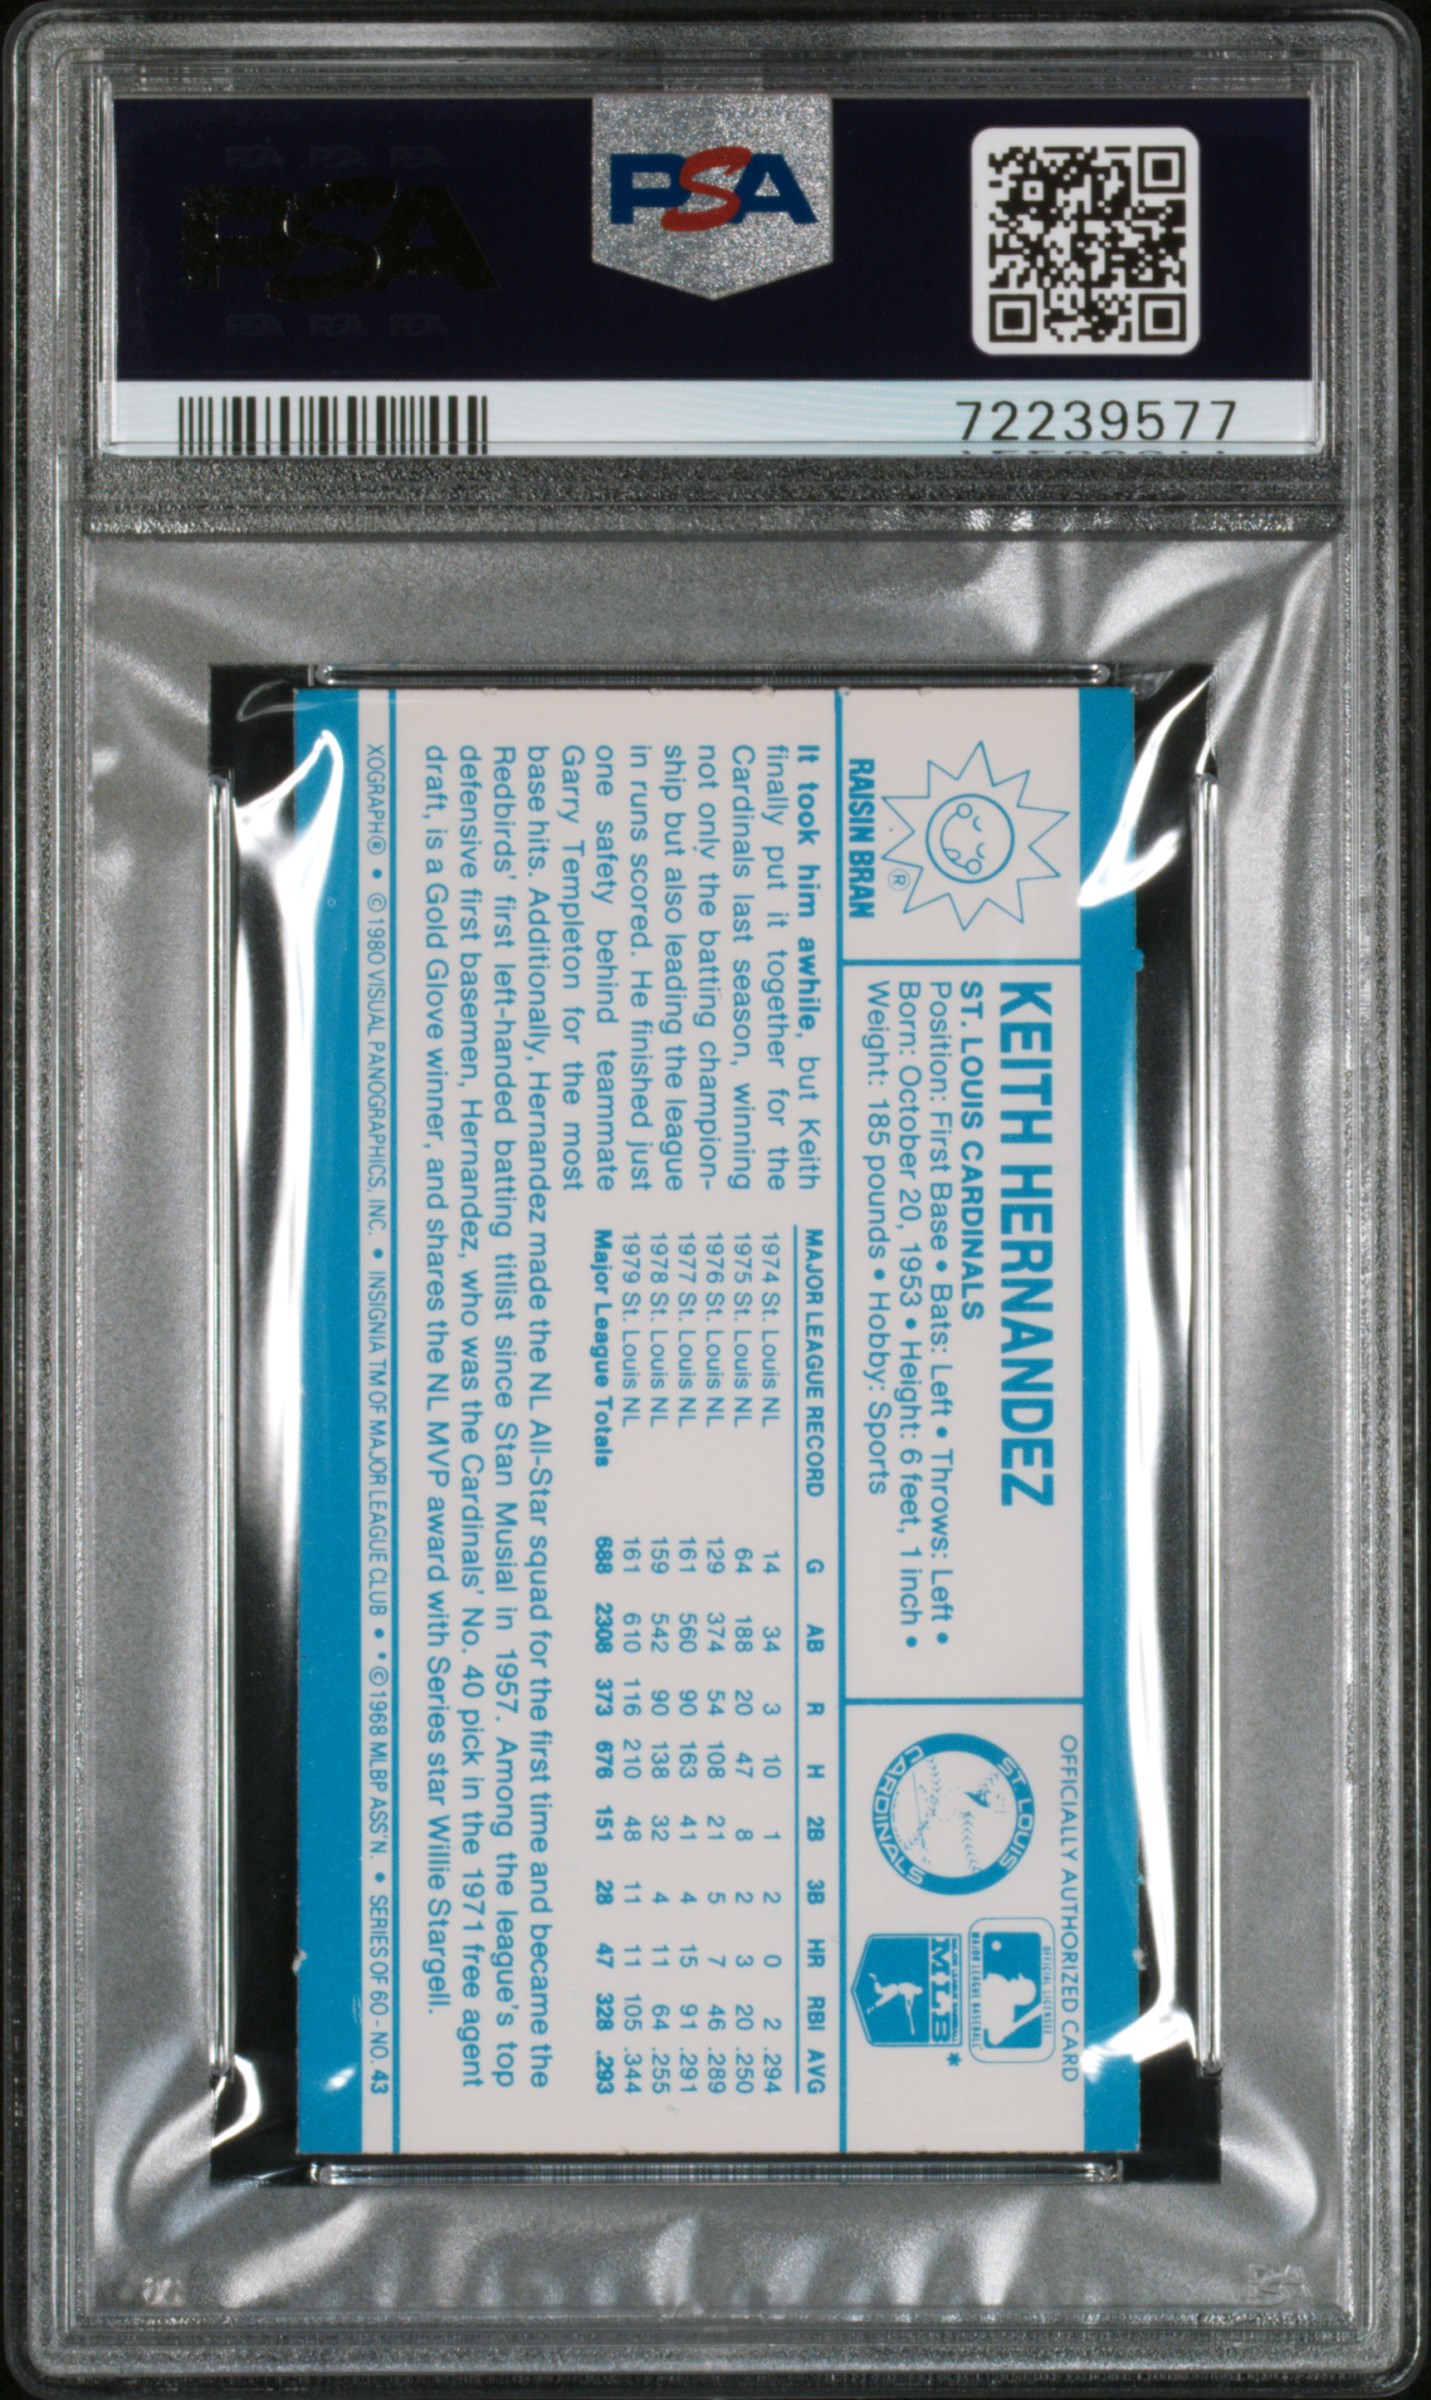 PSA PSA PSA
PSA
PSA PSA PSA
PSA
72239577
RAISIN BRAN
®
KEITH HERNANDEZ
ST. LOUIS CARDINALS
Position: First Base • Bats: Left • Throws: Left •
Born: October 20, 1953 • Height: 6 feet, 1 inch •
Weight: 185 pounds • Hobby: Sports
OFFICIALLY AUTHORIZED CARD
ST. LOUIS
CARDINALS
OFFICIAL LICENSEE
MAJOR LEAGUE BASEBALL
MLB
*
It took him awhile, but Keith
finally put it together for the
Cardinals last season, winning
not only the batting champion-
ship but also leading the league
in runs scored. He finished just
one safety behind teammate
Garry Templeton for the most
base hits. Additionally, Hernandez made the NL All-Star squad for the first time and became the
Redbirds' first left-handed batting titlist since Stan Musial in 1957. Among the league's top
defensive first basemen, Hernandez, who was the Cardinals' No. 40 pick in the 1971 free agent
draft, is a Gold Glove winner, and shares the NL MVP award with Series star Willie Stargell.
MAJOR LEAGUE RECORD G AB R H 2B 3B HR RBI AVG
1974 St. Louis NL 14 34 3 10 1 2 0 2 .294
1975 St. Louis NL 64 188 20 47 8 2 3 20 .250
1976 St. Louis NL 129 374 54 108 21 5 7 46 .289
1977 St. Louis NL 161 560 90 163 41 4 15 91 .291
1978 St. Louis NL 159 542 90 138 32 4 11 64 .255
1979 St. Louis NL 161 610 116 210 48 11 11 105 .344
Major League Totals 688 2308 373 676 151 28 47 328 .293
XOGRAPH® • © 1980 VISUAL PANOGRAPHICS, INC. • INSIGNIA TM OF MAJOR LEAGUE CLUB • *© 1968 MLBP ASS'N. • SERIES OF 60 - NO. 43
PSA